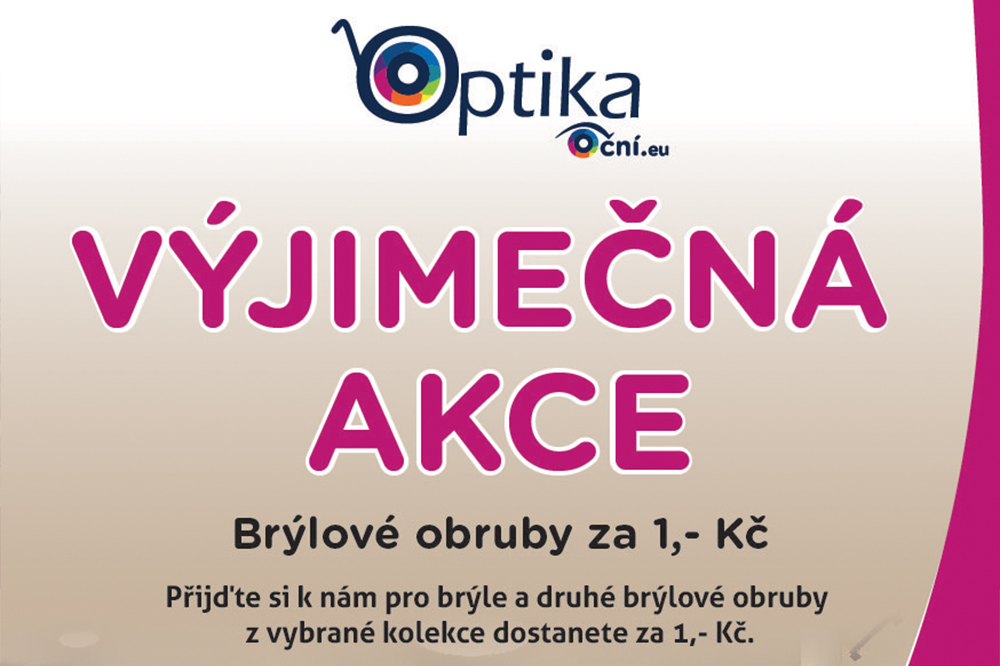 Optika
Oční.eu
VÝJIMEČNÁ
AKCE
Brýlové obruby za 1,- Kč
Přijďte si k nám pro brýle a druhé brýlové obruby
z vybrané kolekce dostanete za 1,- Kč.